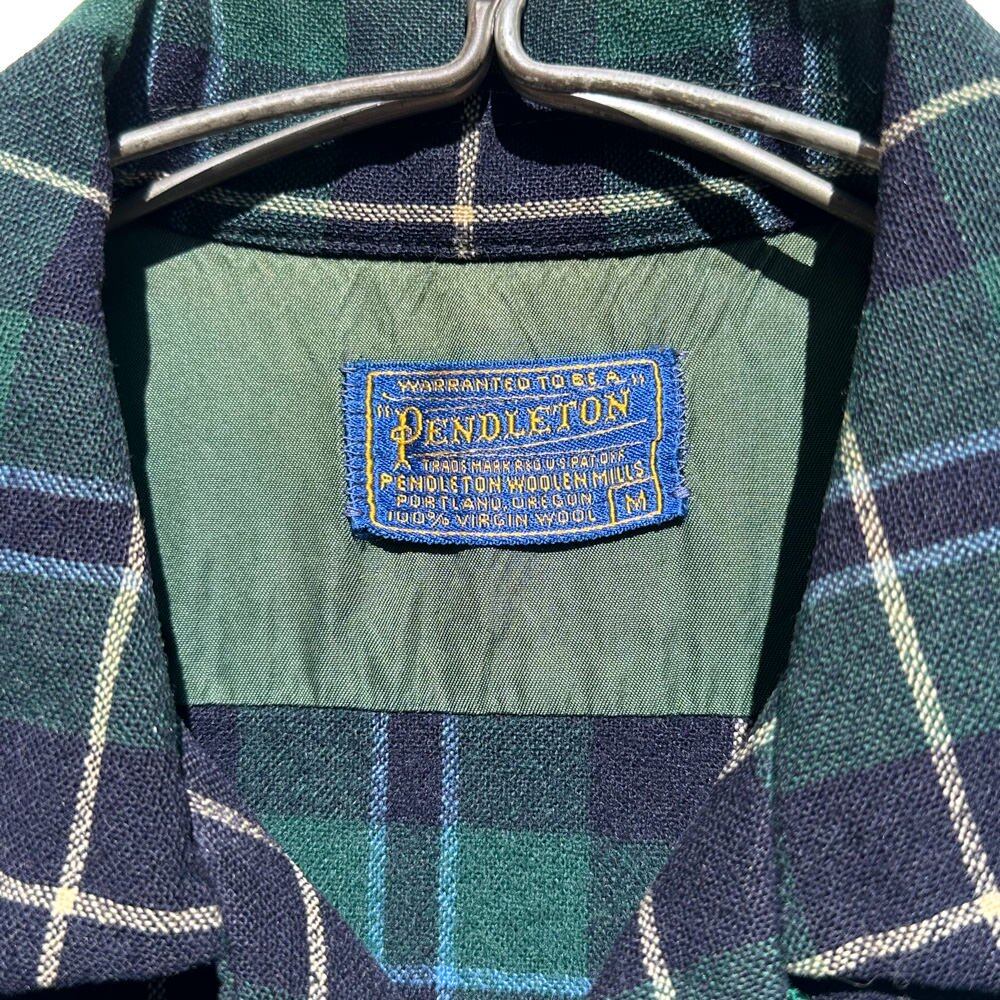 WARRANTED TO BE A
"PENDLETON"
TRADE MARK REG U S PAT OFF
PENDLETON WOOLEN MILLS
PORTLAND, OREGON
100% VIRGIN WOOL M